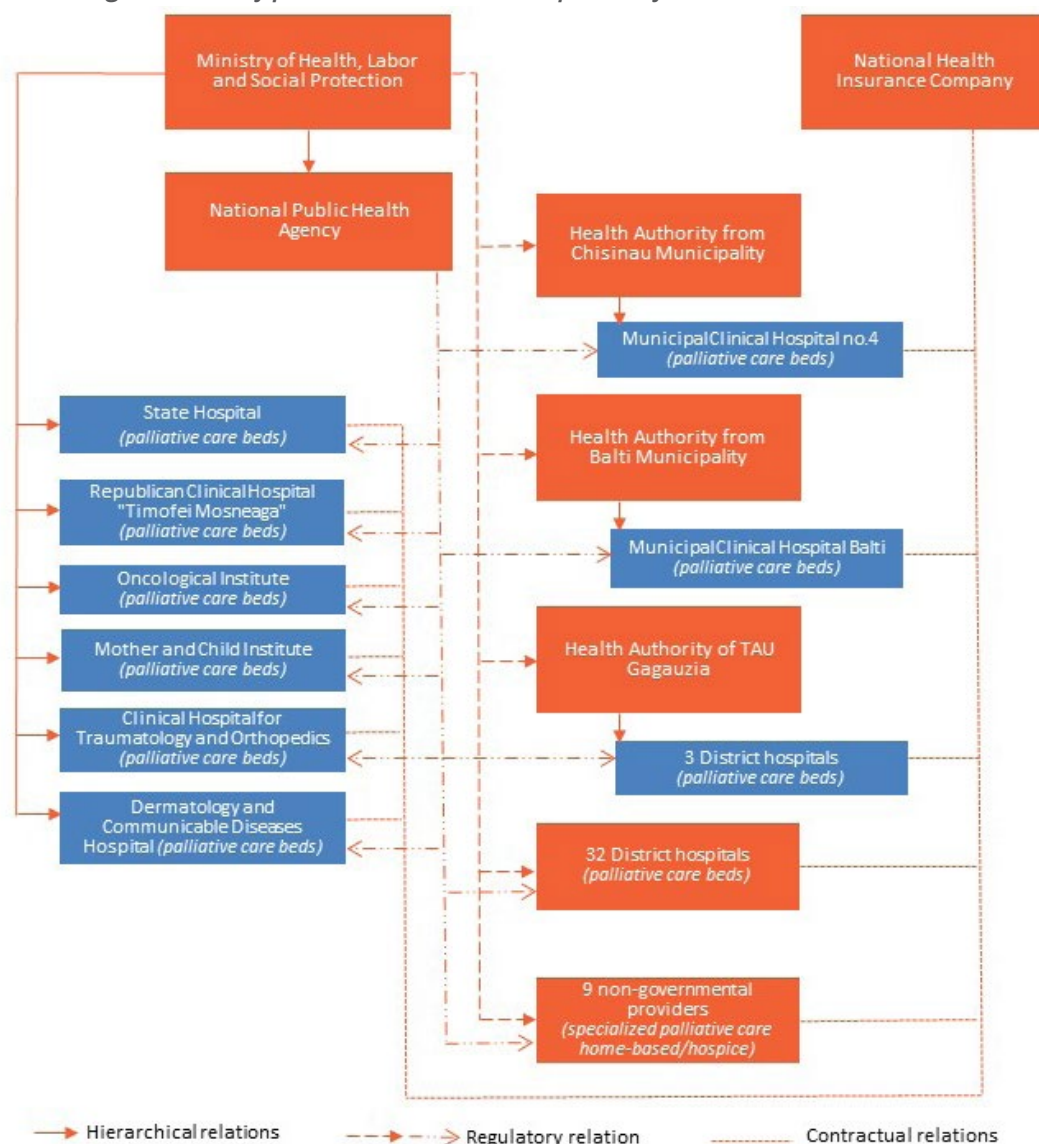 Ministry of Health, Labor
and Social Protection
National Health
Insurance Company
National Public Health
Agency
Health Authority from
Chisinau Municipality
Municipal Clinical Hospital no.4
(palliative care beds)
State Hospital
(palliative care beds)
Health Authority from
Balti Municipality
Republican Clinical Hospital
"Timofei Mosneaga"
(palliative care beds)
Municipal Clinical Hospital Balti
(palliative care beds)
Oncological Institute
(palliative care beds)
Mother and Child Institute
(palliative care beds)
Health Authority of TAU
Gagauzia
Clinical Hospital for
Traumatology and Orthopedics
(palliative care beds)
3 District hospitals
(palliative care beds)
Dermatology and
Communicable Diseases
Hospital (palliative care beds)
32 District hospitals
(palliative care beds)
9 non-governmental
providers
(specialized palliative care
home-based/hospice)
Hierarchical relations
Regulatory relation
Contractual relations